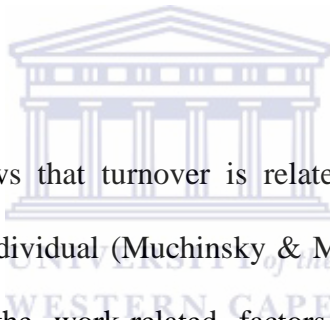 ws that turnover is relate
dividual (Muchinsky & M
UNIVERSITY of the
WESTERN CAPE
the work-related factors